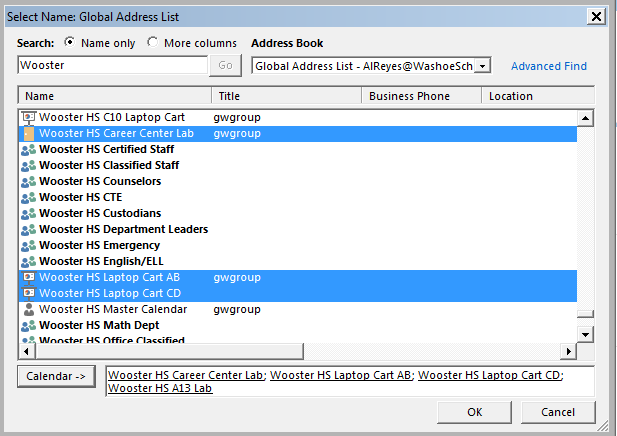 Select Name: Global Address List
Search: Name only More columns Address Book
Wooster Go Global Address List - AlReyes@WashoeSch Advanced Find
Name Title Business Phone Location
Wooster HS C10 Laptop Cart gwgroup
Wooster HS Career Center Lab gwgroup
Wooster HS Certified Staff
Wooster HS Classified Staff
Wooster HS Counselors
Wooster HS CTE
Wooster HS Custodians
Wooster HS Department Leaders
Wooster HS Emergency
Wooster HS English/ELL
Wooster HS Laptop Cart AB gwgroup
Wooster HS Laptop Cart CD
Wooster HS Master Calendar gwgroup
Wooster HS Math Dept
Wooster HS Office Classified
Calendar -> Wooster HS Career Center Lab; Wooster HS Laptop Cart AB; Wooster HS Laptop Cart CD;
Wooster HS A13 Lab
OK Cancel